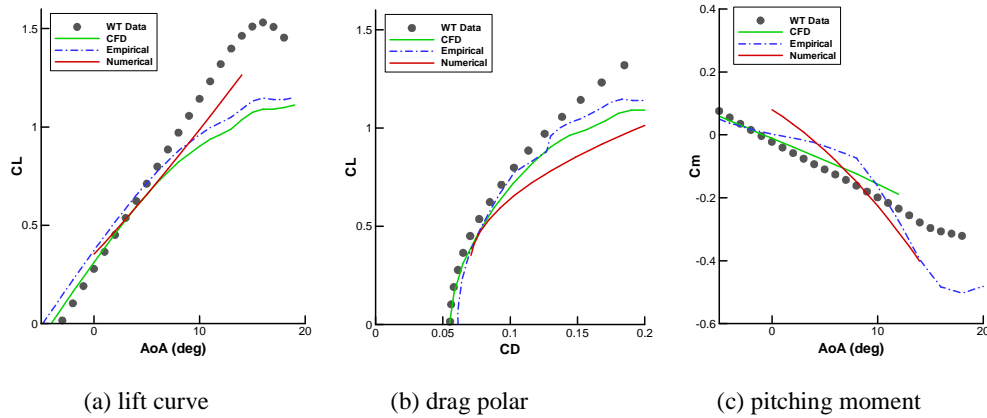 WT Data
CFD
Empirical
Numerical
1.5
1
0.5
0
CL
0
10
20
AoA (deg)
(a) lift curve
WT Data
CFD
Empirical
Numerical
1.5
1
0.5
0
CL
0
0.05
0.1
0.15
0.2
CD
(b) drag polar
WT Data
CFD
Empirical
Numerical
0.4
0.2
0
-0.2
-0.4
-0.6
Cm
0
10
20
AoA (deg)
(c) pitching moment